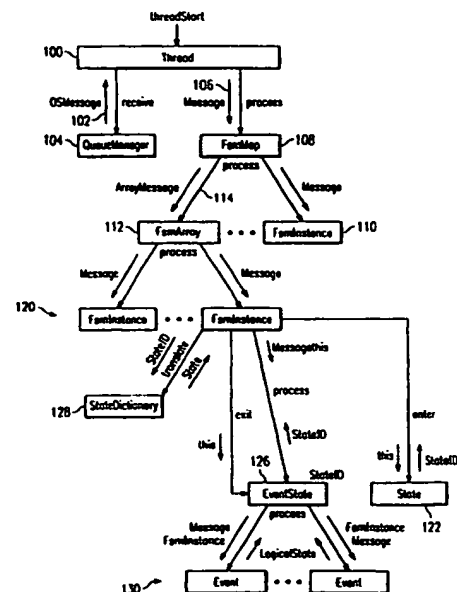 threadStart
100
Thread
OSMessage
102
receive
106
Message
process
104
QueueManager
FsmMap
108
process
ArrayMessage
114
Message
112
FsmArray
FsmInstance
110
process
Message
Message
120
FsmInstance
FsmInstance
StateID
translate
State
Messagethis
process
128
StateDictionary
exit
enter
this
StateID
this
StateID
126
StateID
EventState
State
process
122
Message
FsmInstance
FsmInstance
Message
LogicalState
130
Event
Event